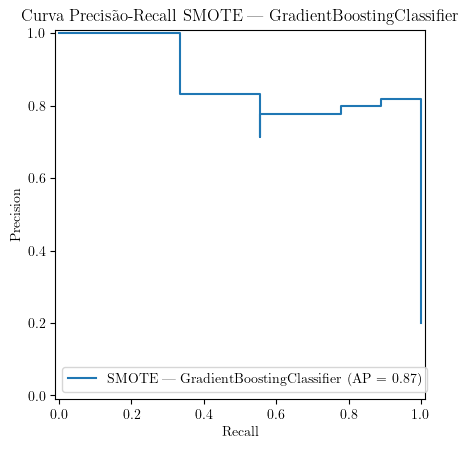 Curva Precisão-Recall SMOTE — GradientBoostingClassifier
1.0
0.8
0.6
0.4
0.2
0.0
Precision
SMOTE — GradientBoostingClassifier (AP = 0.87)
0.0 0.2 0.4 0.6 0.8 1.0
Recall